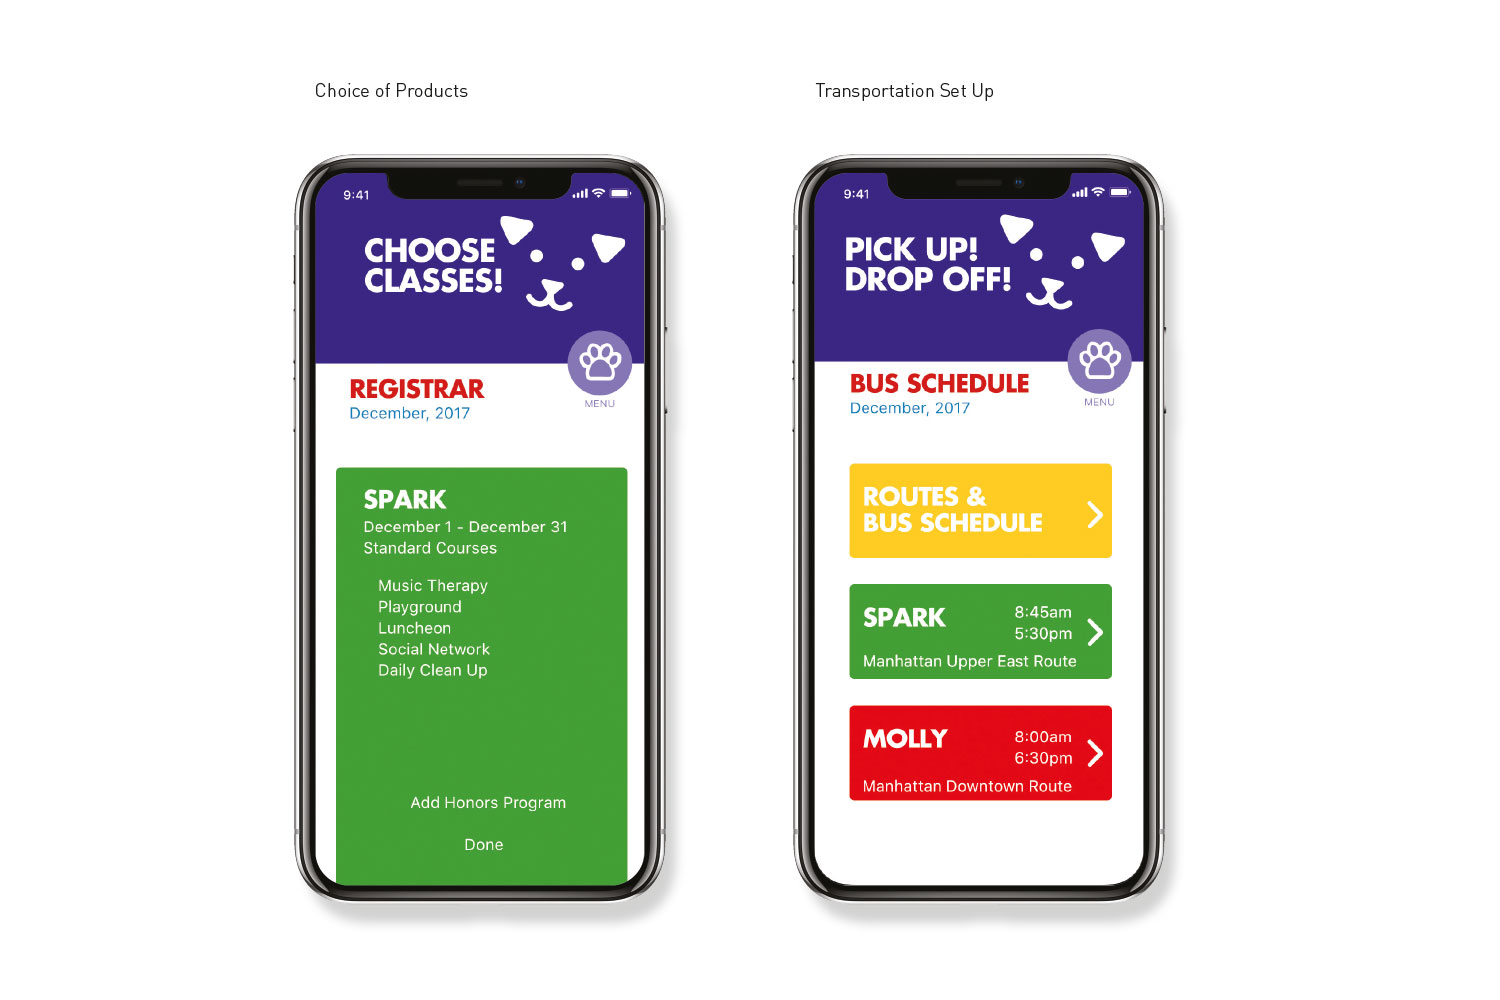 Choice of Products
9:41
CHOOSE
CLASSES!
MENU
REGISTRAR
December, 2017
SPARK
December 1 - December 31
Standard Courses
Music Therapy
Playground
Luncheon
Social Network
Daily Clean Up
Add Honors Program
Done
Transportation Set Up
9:41
PICK UP!
DROP OFF!
MENU
BUS SCHEDULE
December, 2017
ROUTES &
BUS SCHEDULE
SPARK
8:45am
5:30pm
Manhattan Upper East Route
MOLLY
8:00am
6:30pm
Manhattan Downtown Route